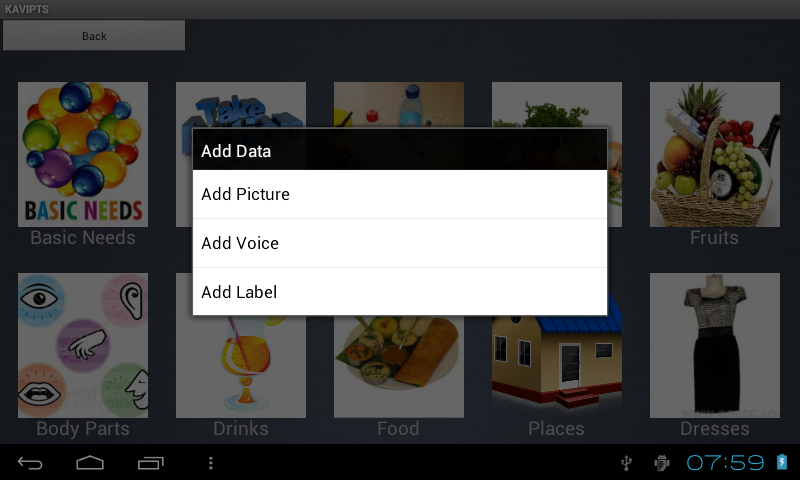 KAVIPTS
Back
Take
BASIC NEEDS
Basic Needs
Fruits
Add Data
Add Picture
Add Voice
Add Label
Body Parts
Drinks
Food
Places
Dresses
07:59